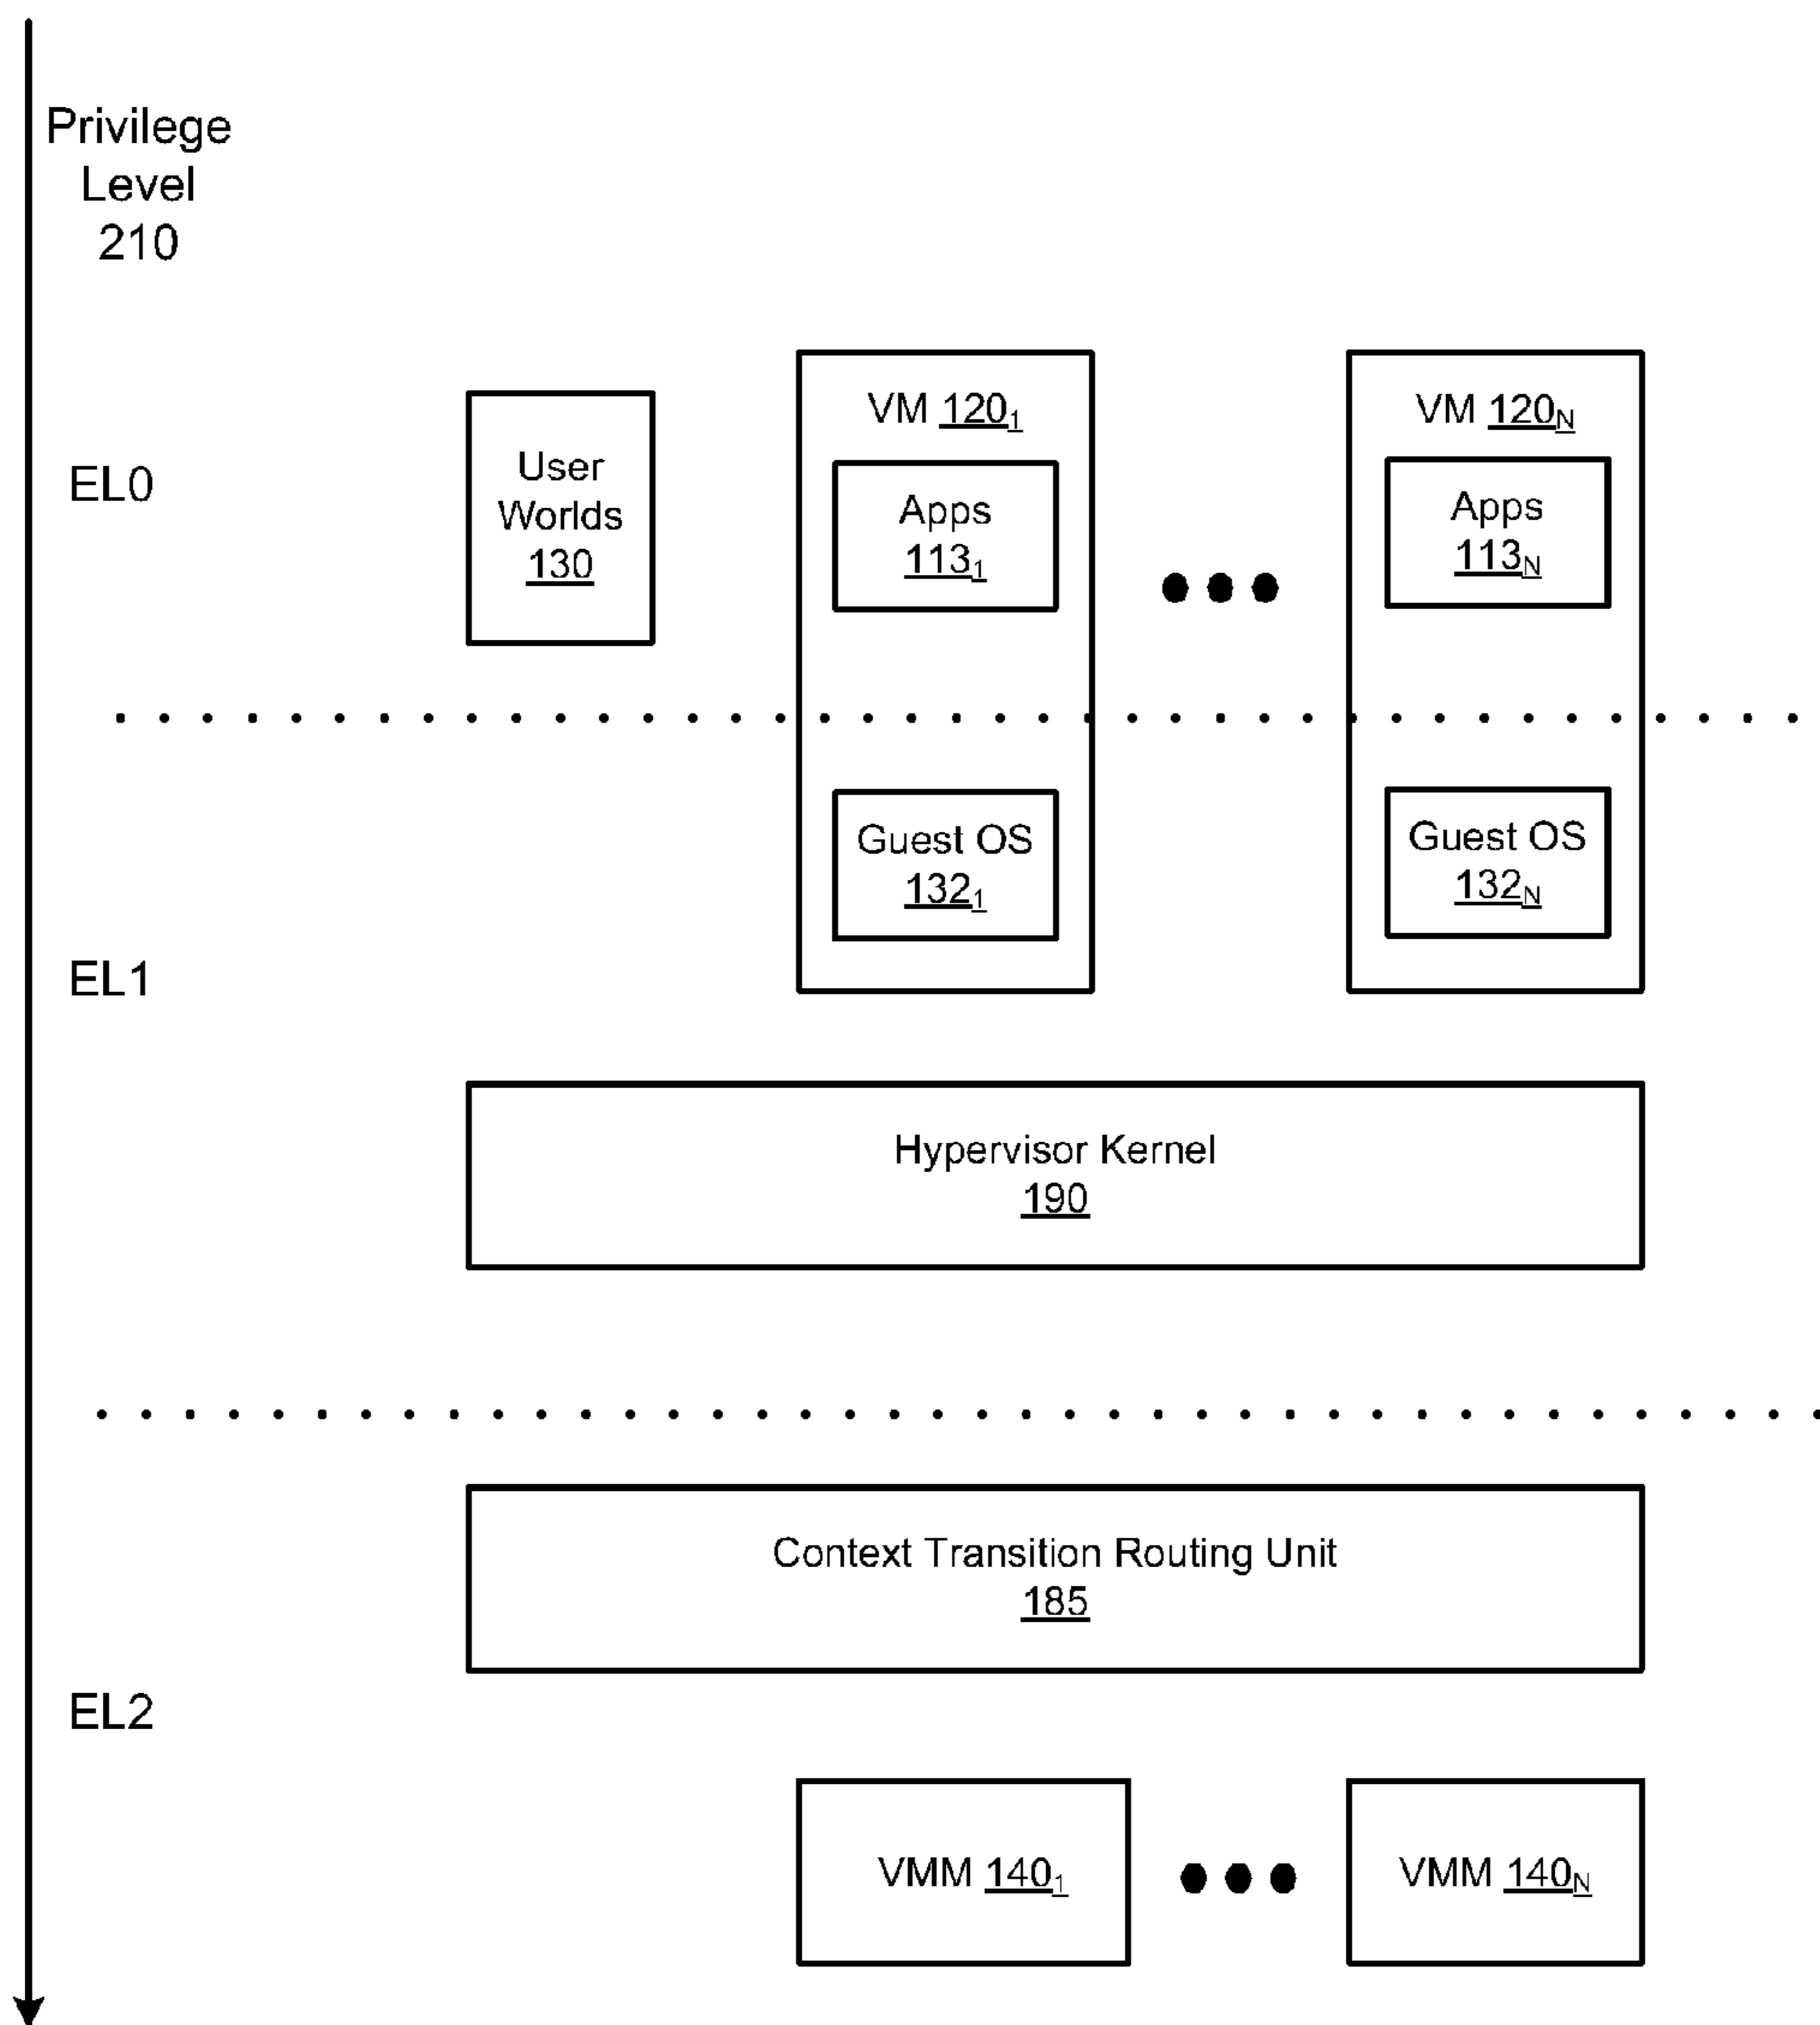 Privilege
Level
210
EL0
User
Worlds
130
VM 120₁
Apps
113₁
VM 120N
Apps
113N
EL1
Guest OS
132₁
Guest OS
132N
Hypervisor Kernel
190
EL2
Context Transition Routing Unit
185
VMM 140₁
VMM 140N